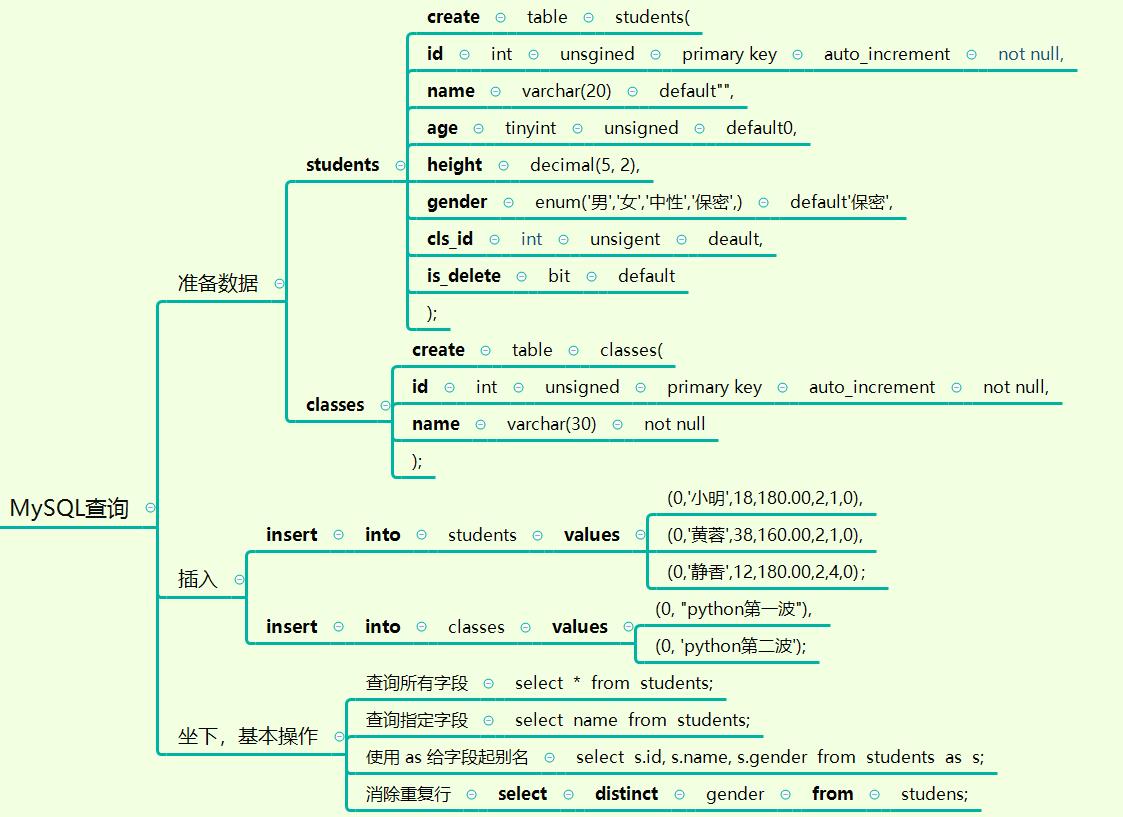 MySQL查询
准备数据
students
create table students(
id int unsgined primary key auto_increment not null,
name varchar(20) default"",
age tinyint unsigned default0,
height decimal(5, 2),
gender enum('男','女','中性','保密',) default'保密',
cls_id int unsigent deault,
is_delete bit default
);
classes
create table classes(
id int unsigned primary key auto_increment not null,
name varchar(30) not null
);
插入
insert into students values
(0,'小明',18,180.00,2,1,0),
(0,'黄蓉',38,160.00,2,1,0),
(0,'静香',12,180.00,2,4,0);
insert into classes values
(0, "python第一波"),
(0, 'python第二波');
坐下，基本操作
查询所有字段 select * from students;
查询指定字段 select name from students;
使用 as 给字段起别名 select s.id, s.name, s.gender from students as s;
消除重复行 select distinct gender from studens;